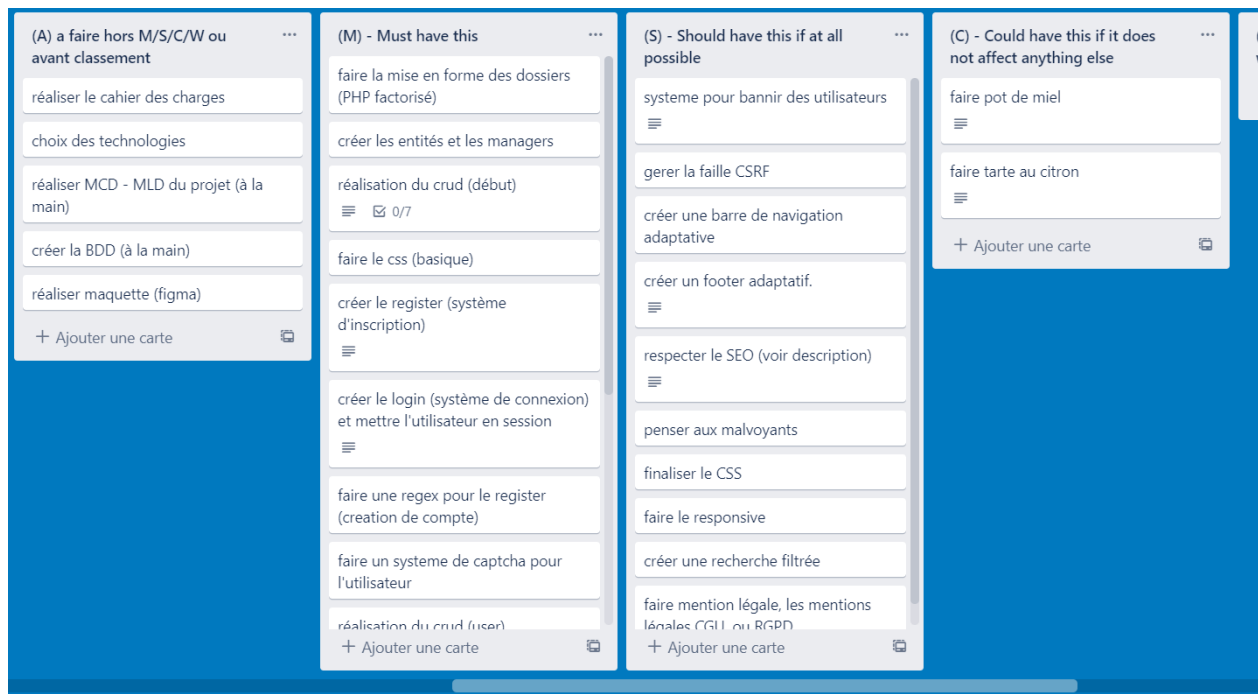 (A) a faire hors M/S/C/W ou
avant classement
réaliser le cahier des charges
choix des technologies
réaliser MCD - MLD du projet (à la
main)
créer la BDD (à la main)
réaliser maquette (figma)
+ Ajouter une carte
(M) - Must have this
faire la mise en forme des dossiers
(PHP factorisé)
créer les entités et les managers
réalisation du crud (début)
0/7
faire le css (basique)
créer le register (système
d'inscription)
créer le login (système de connexion)
et mettre l'utilisateur en session
faire une regex pour le register
(creation de compte)
faire un systeme de captcha pour
l'utilisateur
réalisation du crud (user)
+ Ajouter une carte
(S) - Should have this if at all
possible
systeme pour bannir des utilisateurs
gerer la faille CSRF
créer une barre de navigation
adaptative
créer un footer adaptatif.
respecter le SEO (voir description)
penser aux malvoyants
finaliser le CSS
faire le responsive
créer une recherche filtrée
faire mention légale, les mentions
légales CGU, ou RGPD
+ Ajouter une carte
(C) - Could have this if it does
not affect anything else
faire pot de miel
faire tarte au citron
+ Ajouter une carte